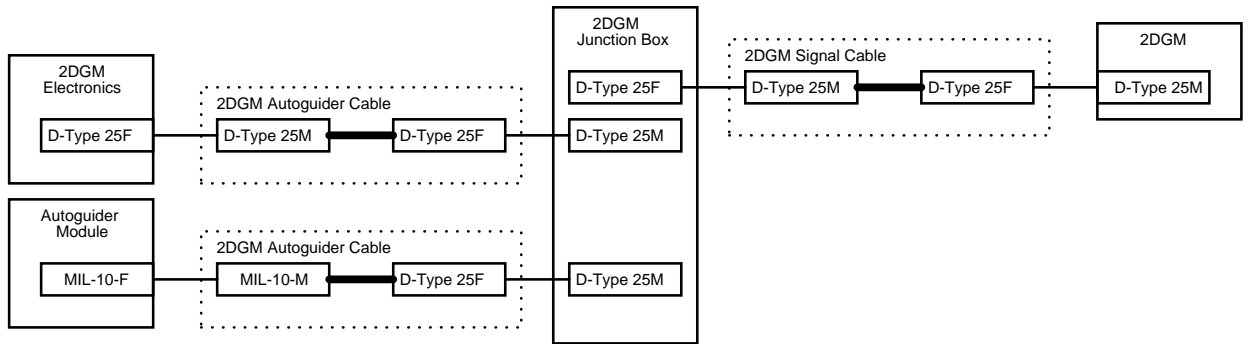 2DGM
Electronics
D-Type 25F
2DGM Autoguider Cable
D-Type 25M
D-Type 25F
2DGM
Junction Box
D-Type 25F
D-Type 25M
2DGM Signal Cable
D-Type 25M
D-Type 25F
2DGM
D-Type 25M
Autoguider
Module
MIL-10-F
2DGM Autoguider Cable
MIL-10-M
D-Type 25F
D-Type 25M